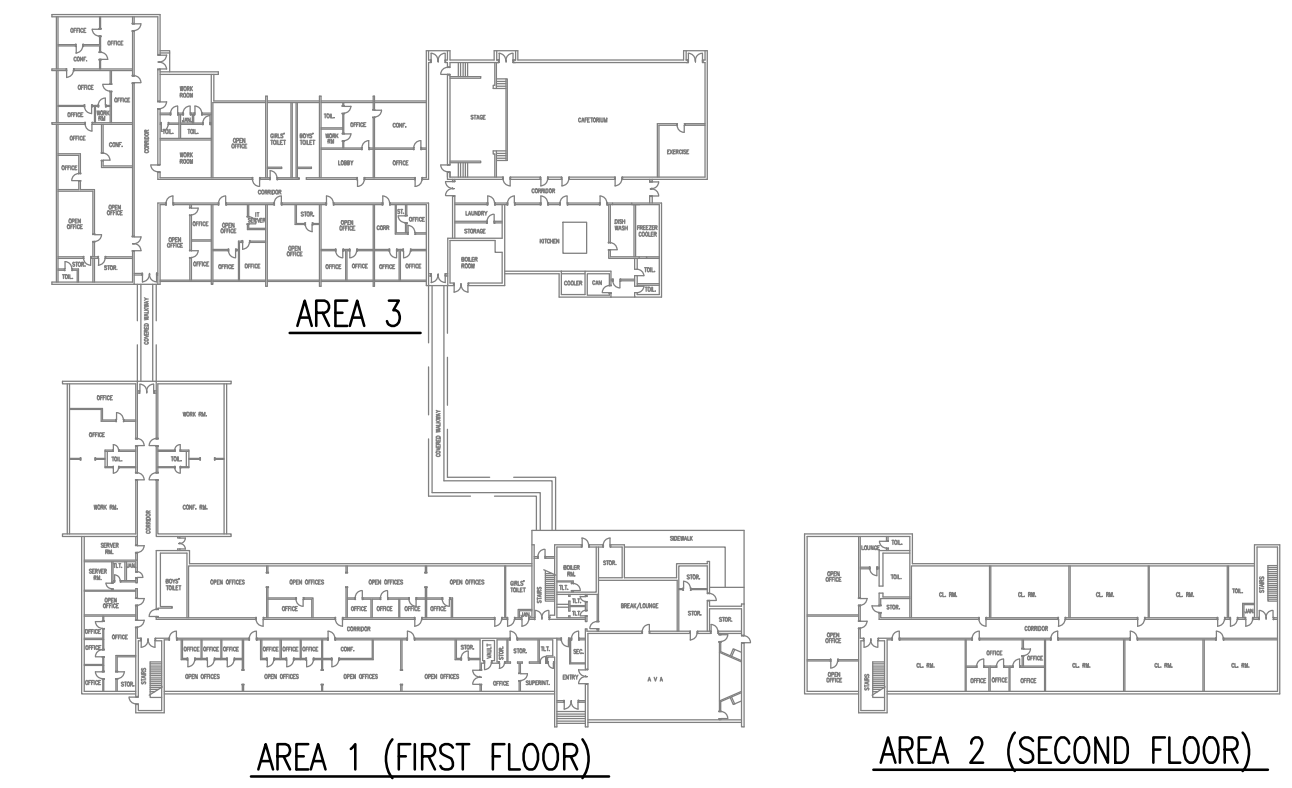 OFFICE
OFFICE
CONF.
OFFICE
OFFICE
OFFICE
WORK
RM.
OFFICE
CONF.
OFFICE
OPEN
OFFICE
OPEN
OFFICE
STOR.
STOR.
TOIL.
CORRIDOR
WORK
ROOM
JAN.
TOIL.
TOIL.
WORK
ROOM
OPEN
OFFICE
GIRLS'
TOILET
BOYS'
TOILET
TOIL.
OFFICE
WORK
RM
CONF.
LOBBY
OFFICE
CORRIDOR
OPEN
OFFICE
OFFICE
OFFICE
OPEN
OFFICE
IT
SERVER
OFFICE
OFFICE
STOR.
OPEN
OFFICE
OPEN
OFFICE
OFFICE
OFFICE
CORR
ST.
OFFICE
OFFICE
OFFICE
STAGE
CAFETORIUM
EXERCISE
CORRIDOR
LAUNDRY
STORAGE
BOILER
ROOM
KITCHEN
DISH
WASH
FREEZER
COOLER
COOLER
CAN
TOIL.
TOIL.
AREA 3
COVERED WALKWAY
COVERED WALKWAY
OFFICE
OFFICE
WORK RM.
TOIL.
TOIL.
WORK RM.
CONF. RM.
CORRIDOR
SERVER
RM.
SERVER
RM.
TLT.
JAN.
OPEN
OFFICE
OFFICE
OFFICE
OFFICE
OFFICE
STOR.
STAIRS
BOYS'
TOILET
OPEN OFFICES
OPEN OFFICES
OPEN OFFICES
OPEN OFFICES
OFFICE
OFFICE
OFFICE
OFFICE
OFFICE
GIRLS'
TOILET
JAN.
STAIRS
CORRIDOR
OFFICE
OFFICE
OFFICE
OFFICE
OFFICE
OFFICE
CONF.
STOR.
VAULT
STOR.
STOR.
TLT.
SEC.
OPEN OFFICES
OPEN OFFICES
OPEN OFFICES
OPEN OFFICES
OFFICE
SUPERINT.
ENTRY
SIDEWALK
BOILER
RM.
STOR.
TLT.
TLT.
TLT.
BREAK/LOUNGE
STOR.
STOR.
STOR.
A V A
AREA 1 (FIRST FLOOR)
OPEN
OFFICE
LOUNGE
TOIL.
TOIL.
STOR.
OPEN
OFFICE
OPEN
OFFICE
STAIRS
CL. RM.
CL. RM.
CL. RM.
CL. RM.
TOIL.
JAN.
STAIRS
CORRIDOR
CL. RM.
OFFICE
OFFICE
OFFICE
OFFICE
OFFICE
CL. RM.
CL. RM.
CL. RM.
AREA 2 (SECOND FLOOR)